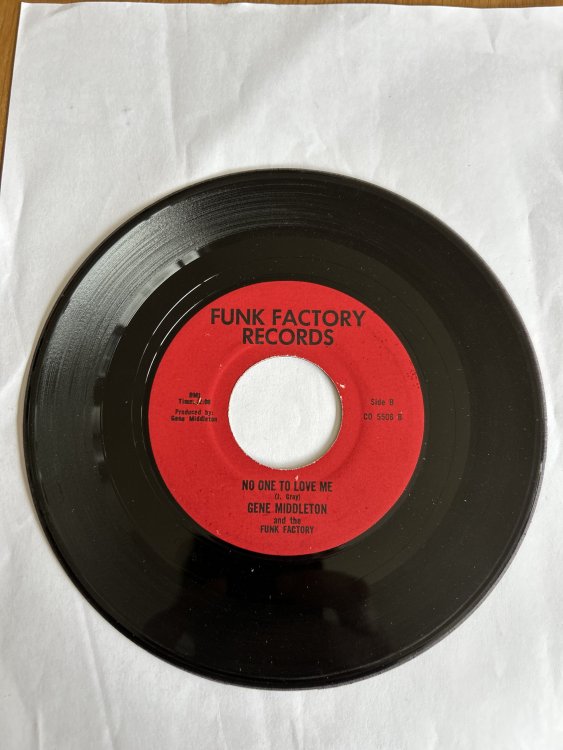 FUNK FACTORY
RECORDS
BMI
Time:
Produced by:
Gene Middleton
Side B
CO 5506 B
NO ONE TO LOVE ME
(J. Gray)
GENE MIDDLETON
and the
FUNK FACTORY